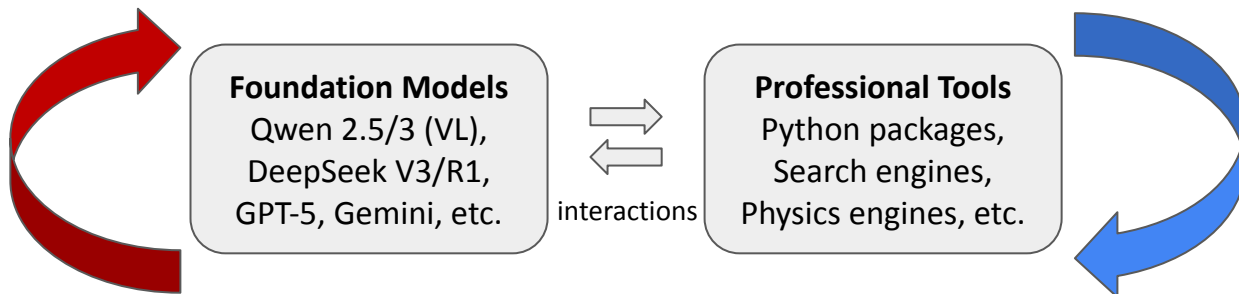 Foundation Models
Qwen 2.5/3 (VL),
DeepSeek V3/R1,
GPT-5, Gemini, etc.
interactions
Professional Tools
Python packages,
Search engines,
Physics engines, etc.